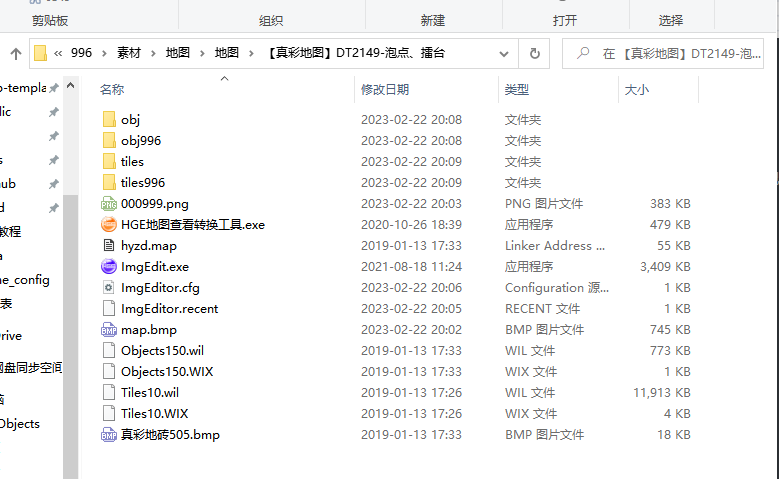 剪贴板 组织 新建 打开 选择
« 996 › 素材 › 地图 › 地图 › 【真彩地图】DT2149-泡点、擂台
在 【真彩地图】DT2149-泡...
名称 修改日期 类型 大小
obj 2023-02-22 20:08 文件夹
obj996 2023-02-22 20:08 文件夹
tiles 2023-02-22 20:09 文件夹
tiles996 2023-02-22 20:09 文件夹
000999.png 2023-02-22 20:03 PNG 图片文件 383 KB
HGE地图查看转换工具.exe 2020-10-26 18:39 应用程序 479 KB
hyzd.map 2019-01-13 17:33 Linker Address ... 55 KB
ImgEdit.exe 2021-08-18 11:24 应用程序 3,409 KB
ImgEditor.cfg 2023-02-22 20:06 Configuration 源... 1 KB
ImgEditor.recent 2023-02-22 20:05 RECENT 文件 1 KB
map.bmp 2023-02-22 20:02 BMP 图片文件 745 KB
Objects150.wil 2019-01-13 17:33 WIL 文件 773 KB
Objects150.WIX 2019-01-13 17:33 WIX 文件 1 KB
Tiles10.wil 2019-01-13 17:26 WIL 文件 11,913 KB
Tiles10.WIX 2019-01-13 17:26 WIX 文件 4 KB
真彩地砖505.bmp 2019-01-13 17:33 BMP 图片文件 18 KB
o-templa
lic
s
ub
d
教程
a
ne_config
表
rive
网盘同步空间
脑
Objects